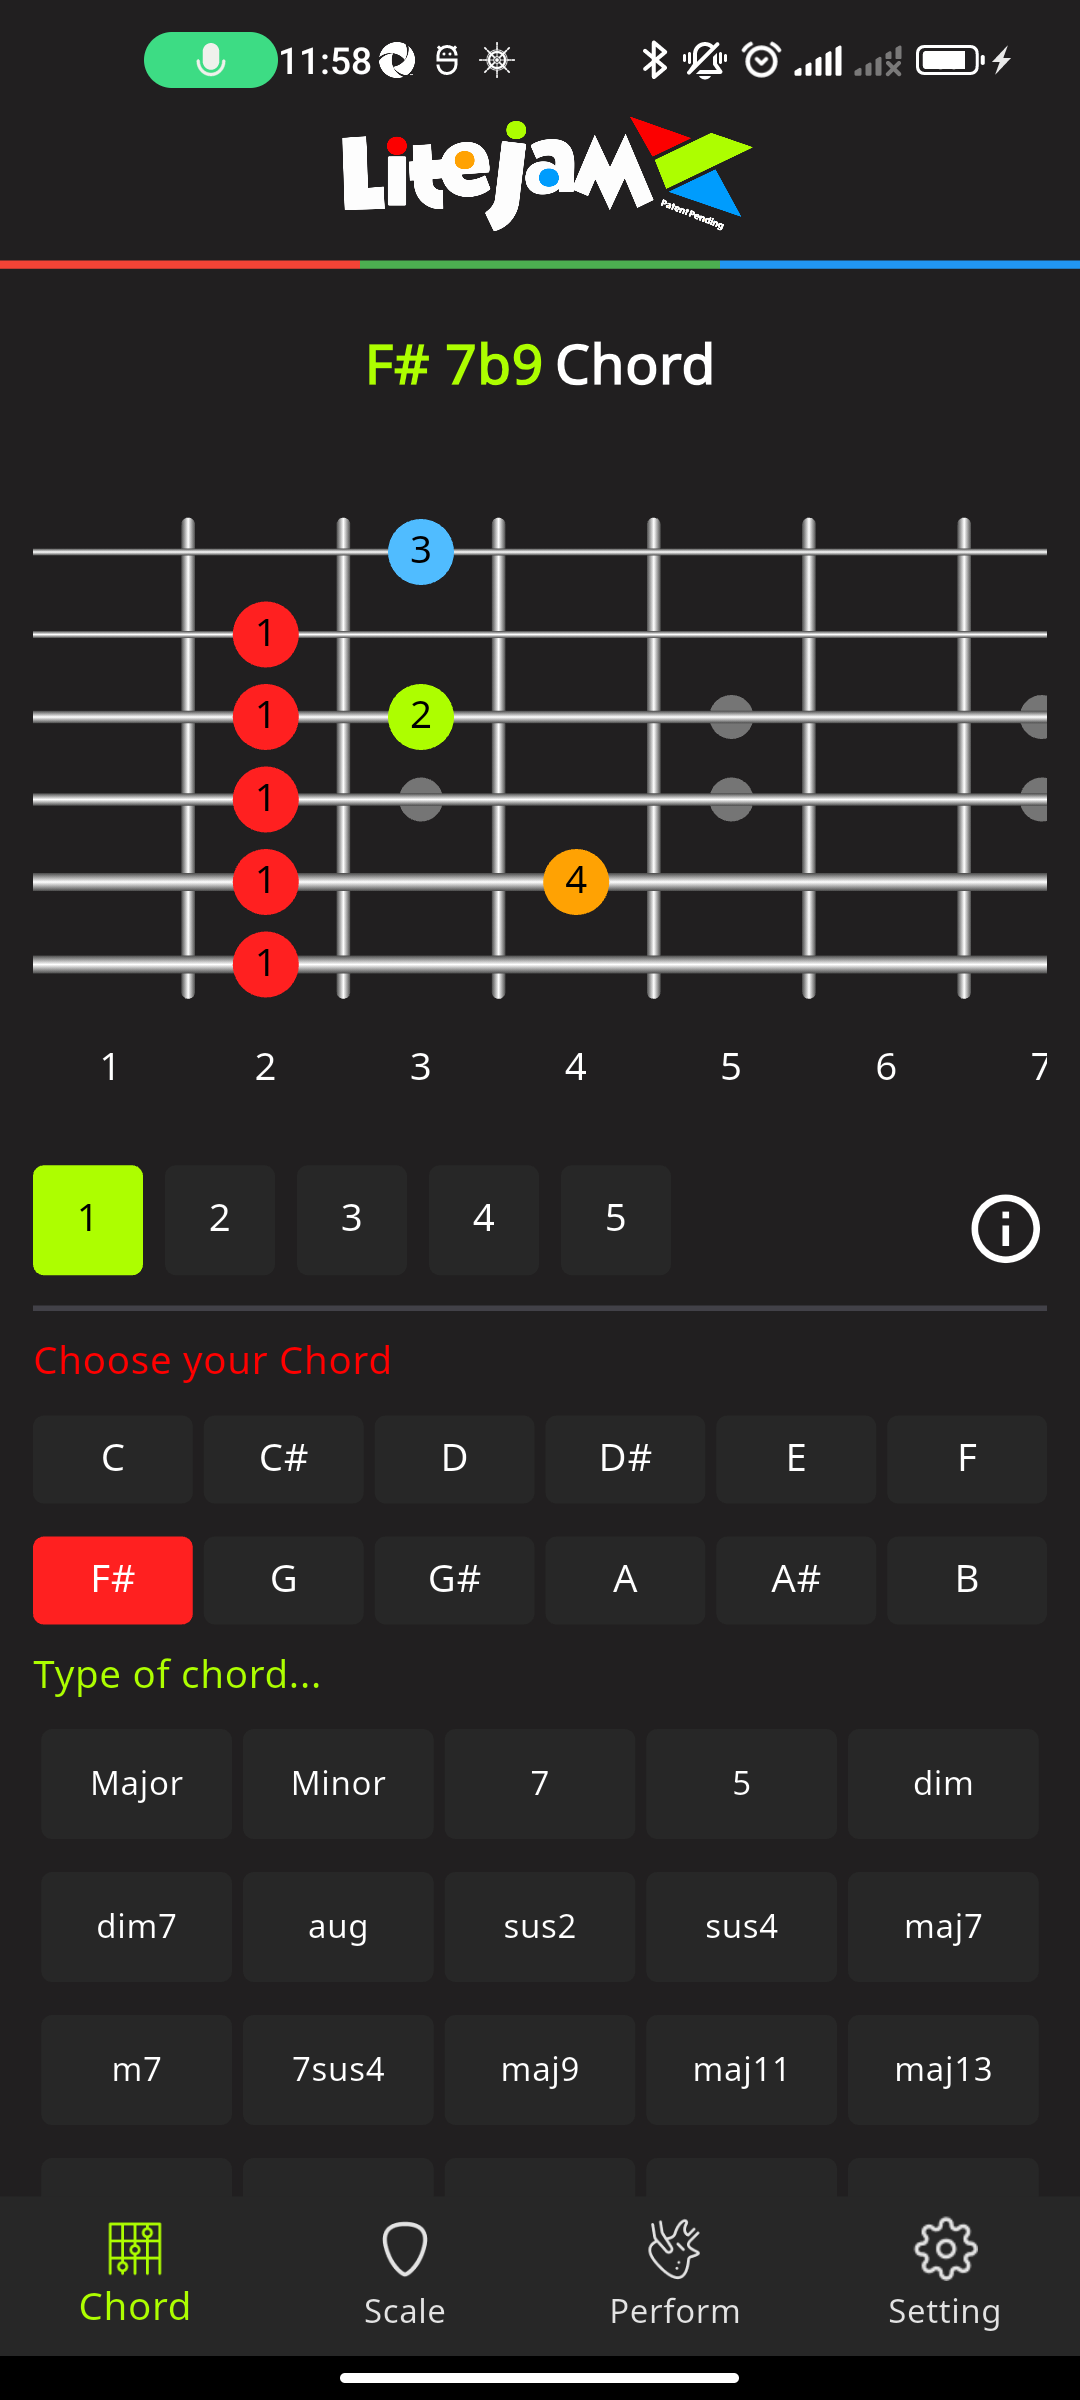 11:58
Litejam
Patent Pending
F# 7b9 Chord
3
1
1 2
1
1 4
1
1 2 3 4 5 6 7
1 2 3 4 5
Choose your Chord
C C# D D# E F
F# G G# A A# B
Type of chord...
Major Minor 7 5 dim
dim7 aug sus2 sus4 maj7
m7 7sus4 maj9 maj11 maj13
Chord Scale Perform Setting